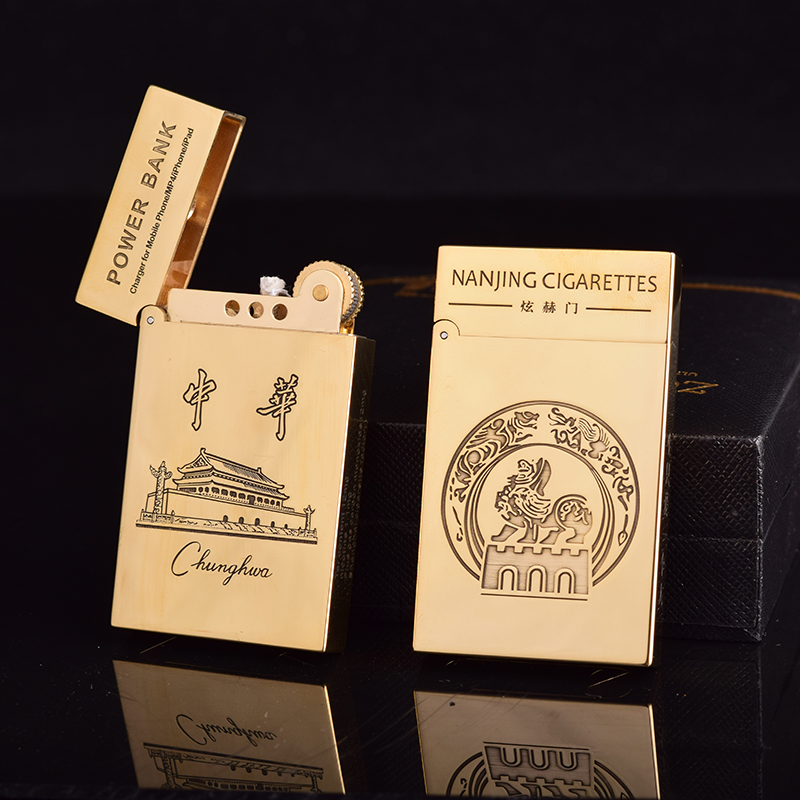 POWER BANK
Charger for Mobile Phone/MP4/iPhone/iPad
中 華
Chunghwa
NANJING CIGARETTES
炫赫门